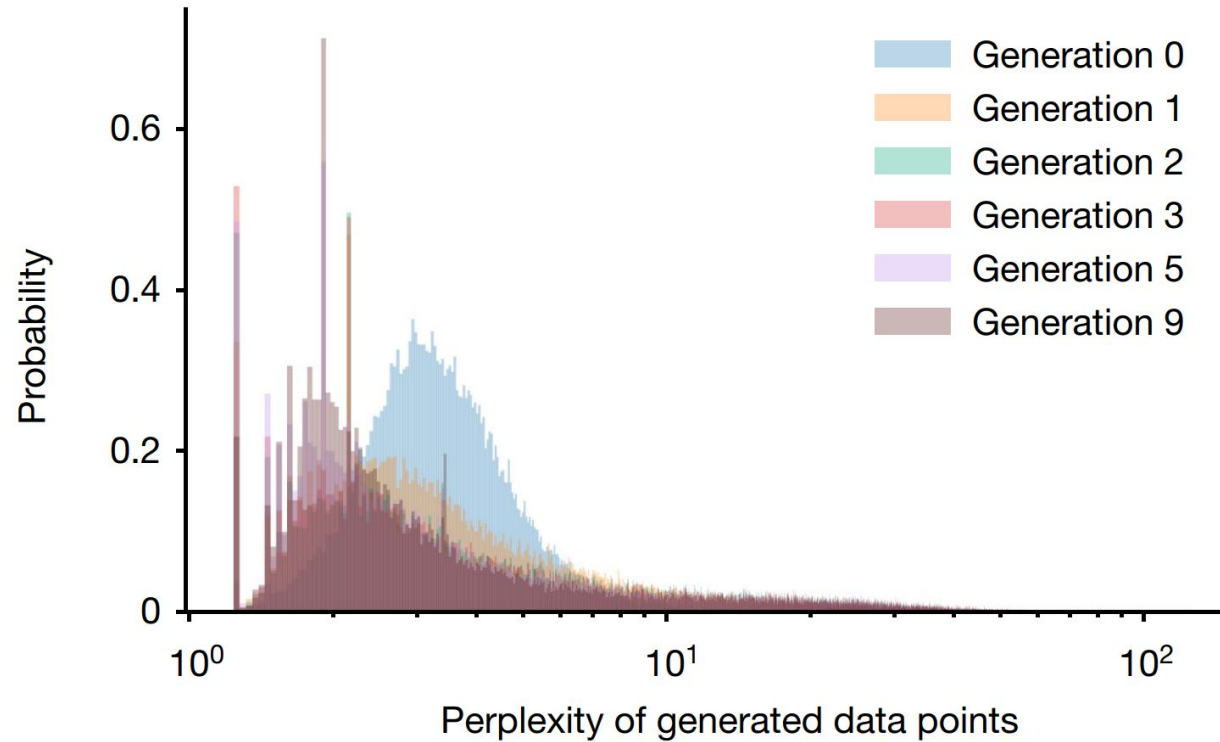 Generation 0
Generation 1
Generation 2
Generation 3
Generation 5
Generation 9
Probability
0.6
0.4
0.2
0
10⁰
10¹
10²
Perplexity of generated data points